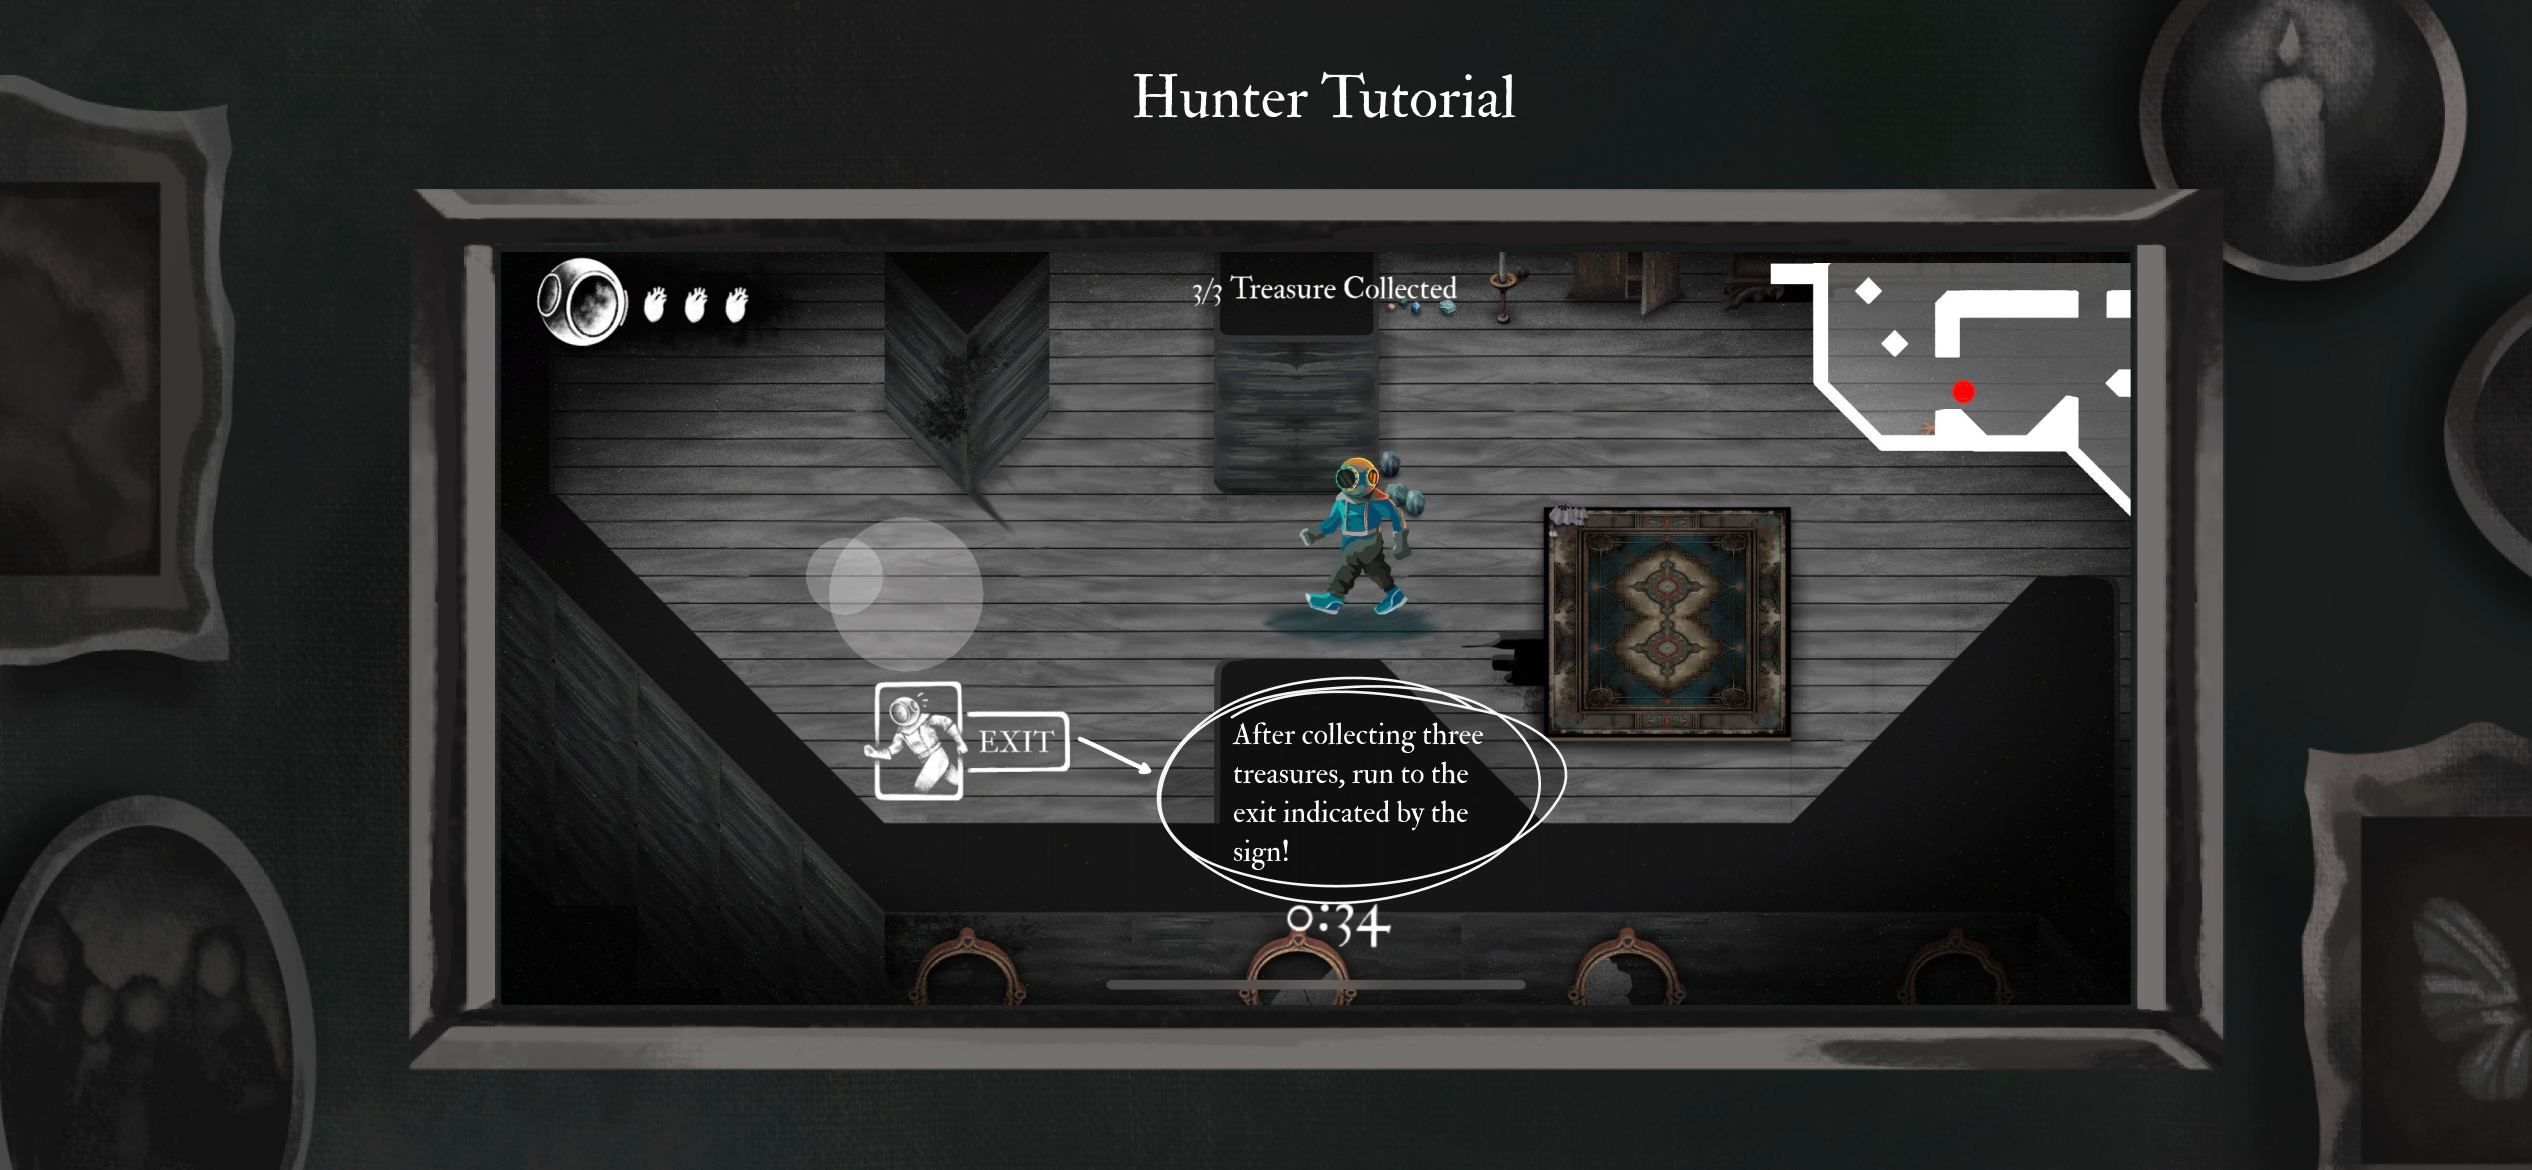 Hunter Tutorial
3/3 Treasure Collected
EXIT
After collecting three
treasures, run to the
exit indicated by the
sign!
0:34